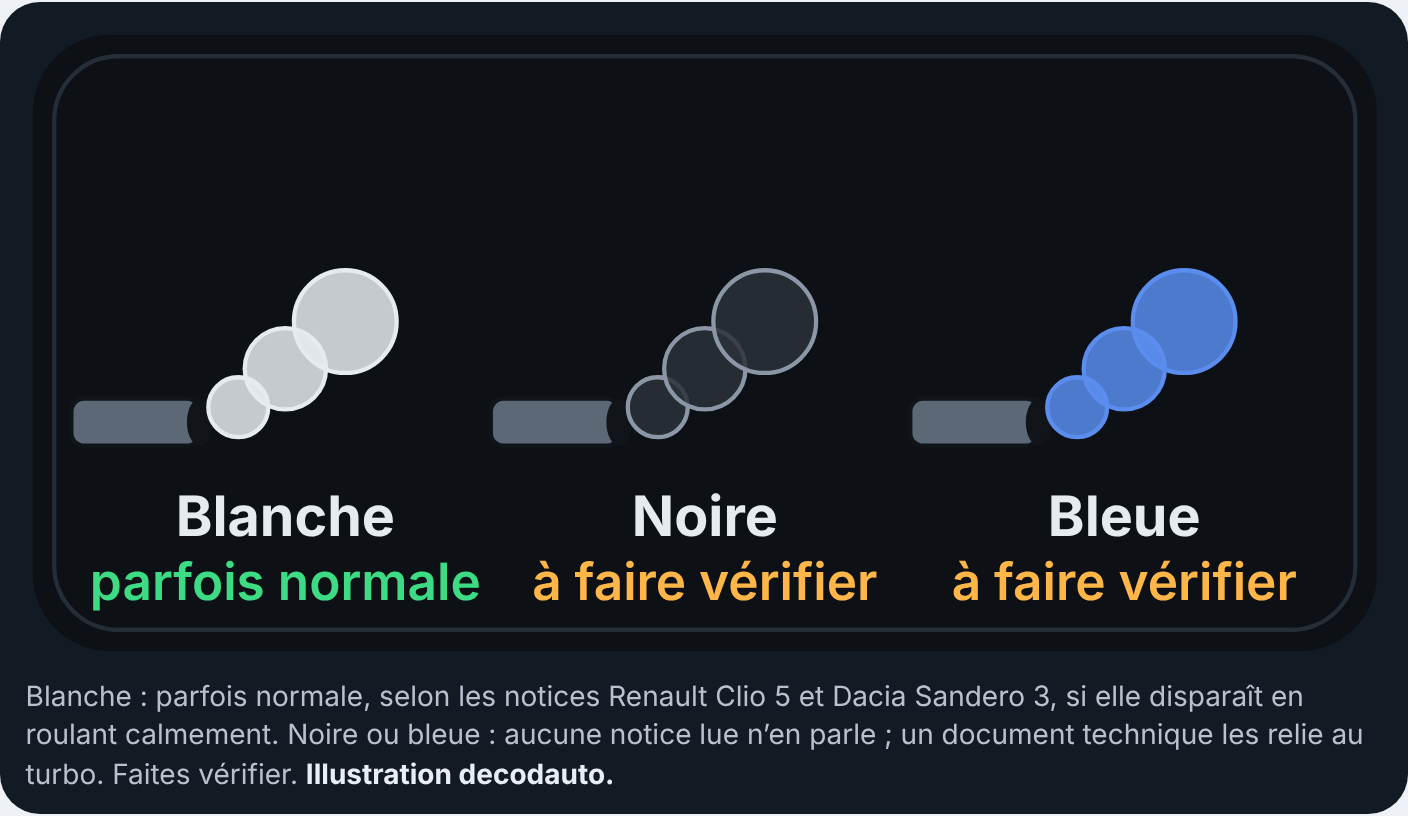 Blanche
parfois normale
Noire
à faire vérifier
Bleue
à faire vérifier
Blanche : parfois normale, selon les notices Renault Clio 5 et Dacia Sandero 3, si elle disparaît en
roulant calmement. Noire ou bleue : aucune notice lue n’en parle ; un document technique les relie au
turbo. Faites vérifier. Illustration decodauto.